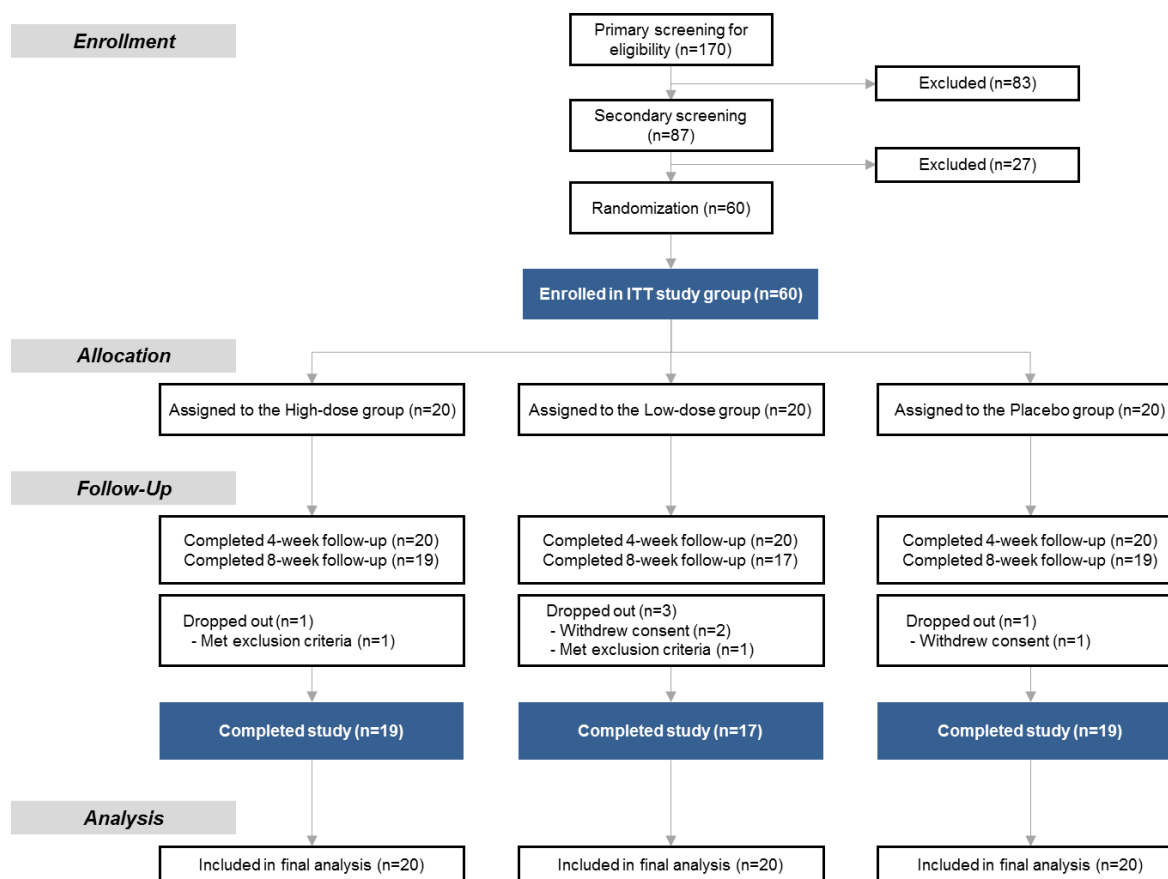 Enrollment
Primary screening for
eligibility (n=170)
Excluded (n=83)
Secondary screening
(n=87)
Excluded (n=27)
Randomization (n=60)
Enrolled in ITT study group (n=60)
Allocation
Assigned to the High-dose group (n=20)
Assigned to the Low-dose group (n=20)
Assigned to the Placebo group (n=20)
Follow-Up
Completed 4-week follow-up (n=20)
Completed 8-week follow-up (n=19)
Completed 4-week follow-up (n=20)
Completed 8-week follow-up (n=17)
Completed 4-week follow-up (n=20)
Completed 8-week follow-up (n=19)
Dropped out (n=1)
- Met exclusion criteria (n=1)
Dropped out (n=3)
- Withdrew consent (n=2)
- Met exclusion criteria (n=1)
Dropped out (n=1)
- Withdrew consent (n=1)
Completed study (n=19)
Completed study (n=17)
Completed study (n=19)
Analysis
Included in final analysis (n=20)
Included in final analysis (n=20)
Included in final analysis (n=20)